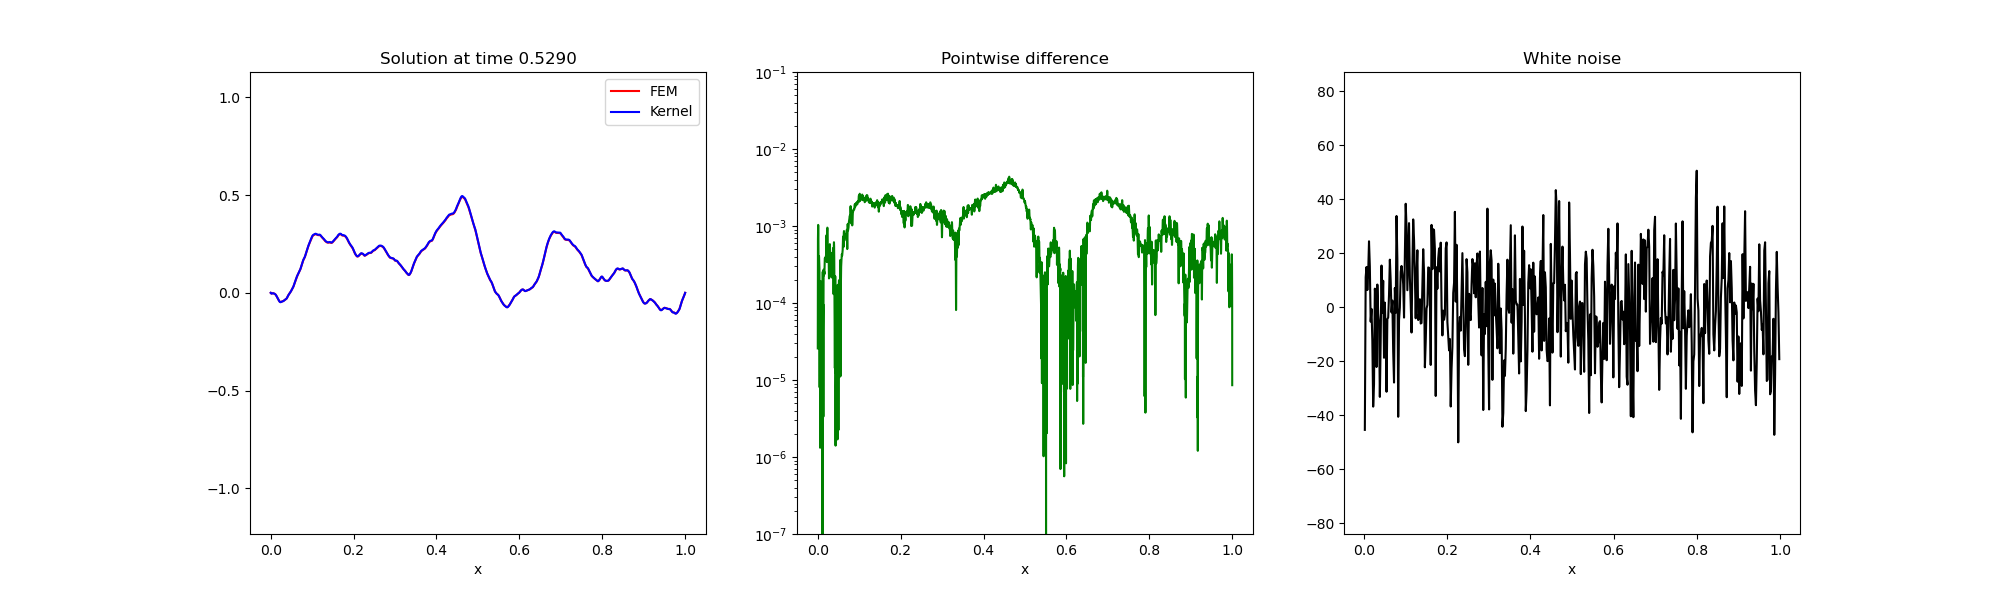 Solution at time 0.5290
FEM
Kernel
1.0
0.5
0.0
−0.5
−1.0
0.0 0.2 0.4 0.6 0.8 1.0
x
Pointwise difference
10⁻¹
10⁻²
10⁻³
10⁻⁴
10⁻⁵
10⁻⁶
10⁻⁷
0.0 0.2 0.4 0.6 0.8 1.0
x
White noise
80
60
40
20
0
−20
−40
−60
−80
0.0 0.2 0.4 0.6 0.8 1.0
x